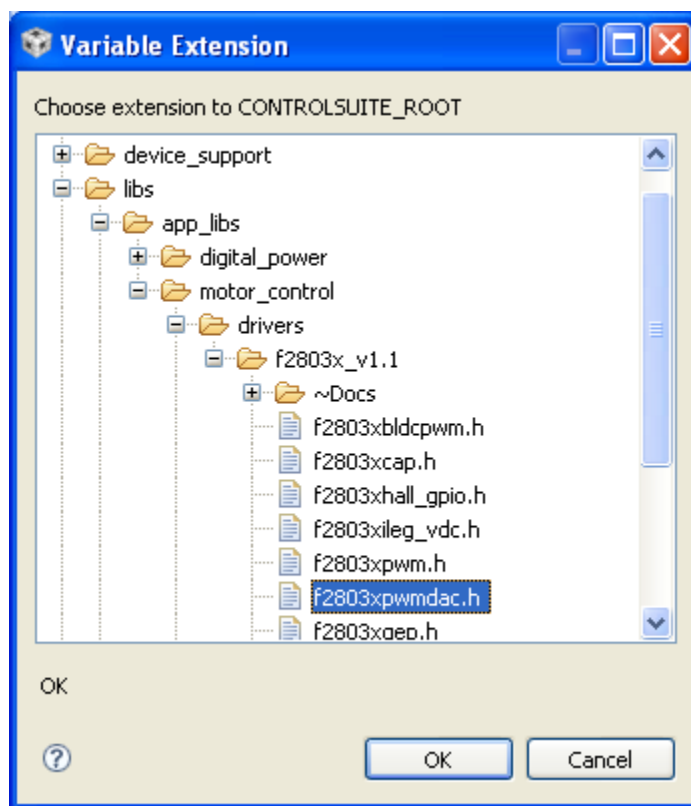 Variable Extension
Choose extension to CONTROLSUITE_ROOT
device_support
libs
app_libs
digital_power
motor_control
drivers
f2803x_v1.1
~Docs
f2803xbldcpwm.h
f2803xcap.h
f2803xhall_gpio.h
f2803xileg_vdc.h
f2803xpwm.h
f2803xpwmdac.h
f2803xqep.h
OK
? OK Cancel